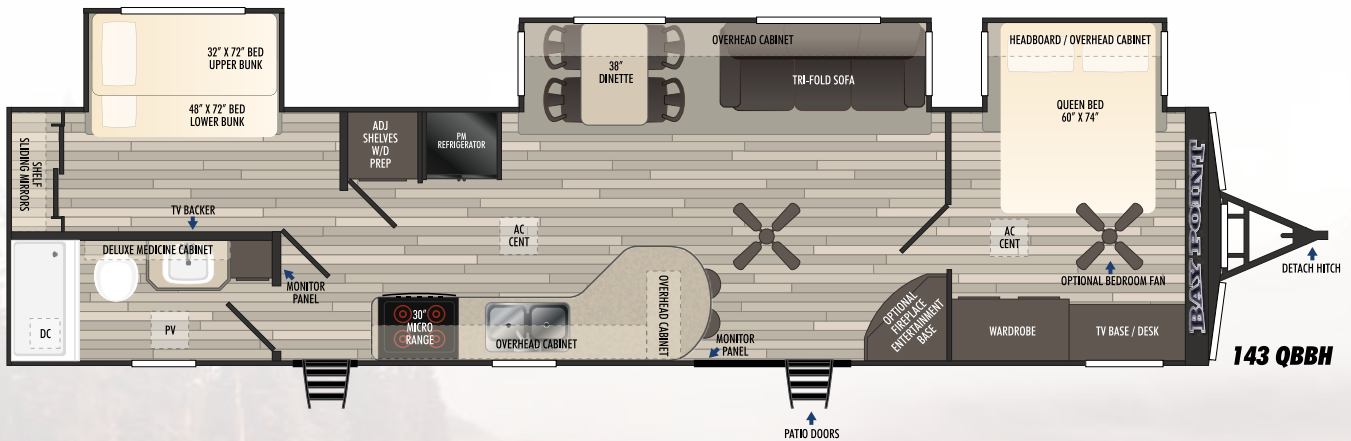 32" X 72" BED
UPPER BUNK
48" X 72" BED
LOWER BUNK
SHELF
SLIDING MIRRORS
ADJ
SHELVES
W/D
PREP
PM
REFRIGERATOR
38"
DINETTE
OVERHEAD CABINET
TRI-FOLD SOFA
HEADBOARD / OVERHEAD CABINET
QUEEN BED
60" X 74"
BAY POINT
TV BACKER
DELUXE MEDICINE CABINET
MONITOR
PANEL
DC
PV
AC
CENT
30"
MICRO
RANGE
OVERHEAD CABINET
OVERHEAD CABINET
MONITOR
PANEL
OPTIONAL
FIREPLACE
ENTERTAINMENT
BASE
AC
CENT
OPTIONAL BEDROOM FAN
WARDROBE
TV BASE / DESK
DETACH HITCH
143 QBBH
PATIO DOORS